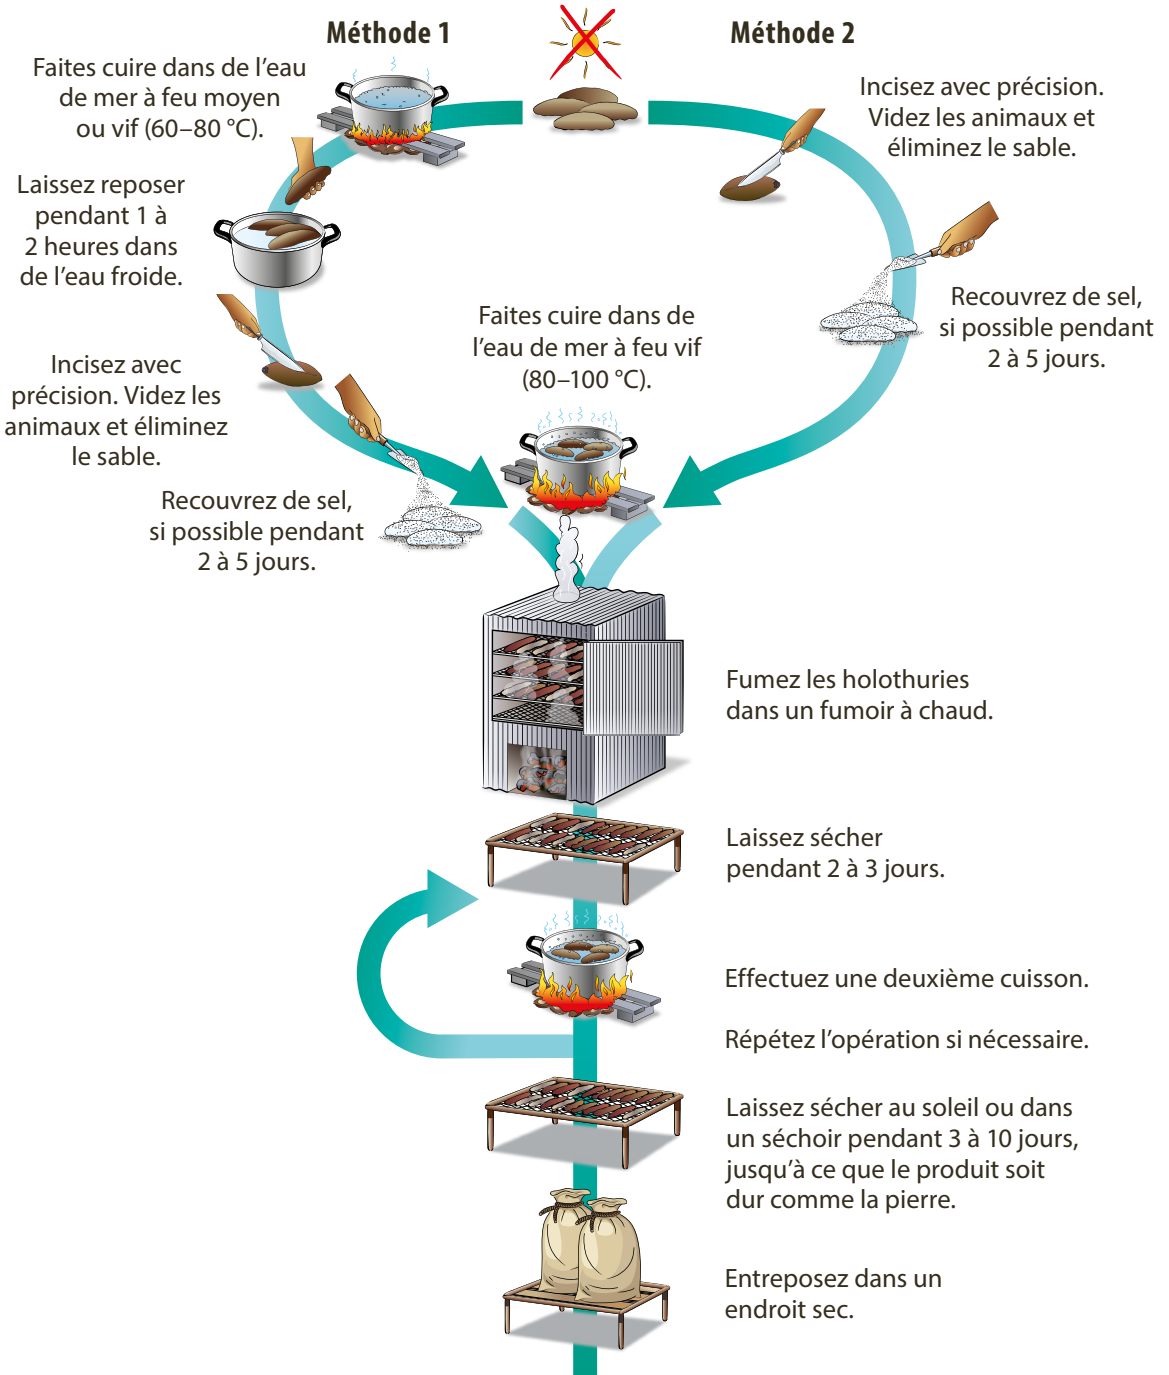 Méthode 1
Faites cuire dans de l’eau
de mer à feu moyen
ou vif (60–80 °C).
Laissez reposer
pendant 1 à
2 heures dans
de l’eau froide.
Incisez avec
précision. Videz les
animaux et éliminez
le sable.
Recouvrez de sel,
si possible pendant
2 à 5 jours.
Méthode 2
Incisez avec précision.
Videz les animaux et
éliminez le sable.
Recouvrez de sel,
si possible pendant
2 à 5 jours.
Faites cuire dans de
l’eau de mer à feu vif
(80–100 °C).
Fumez les holothuries
dans un fumoir à chaud.
Laissez sécher
pendant 2 à 3 jours.
Effectuez une deuxième cuisson.
Répétez l’opération si nécessaire.
Laissez sécher au soleil ou dans
un séchoir pendant 3 à 10 jours,
jusqu’à ce que le produit soit
dur comme la pierre.
Entreposez dans un
endroit sec.